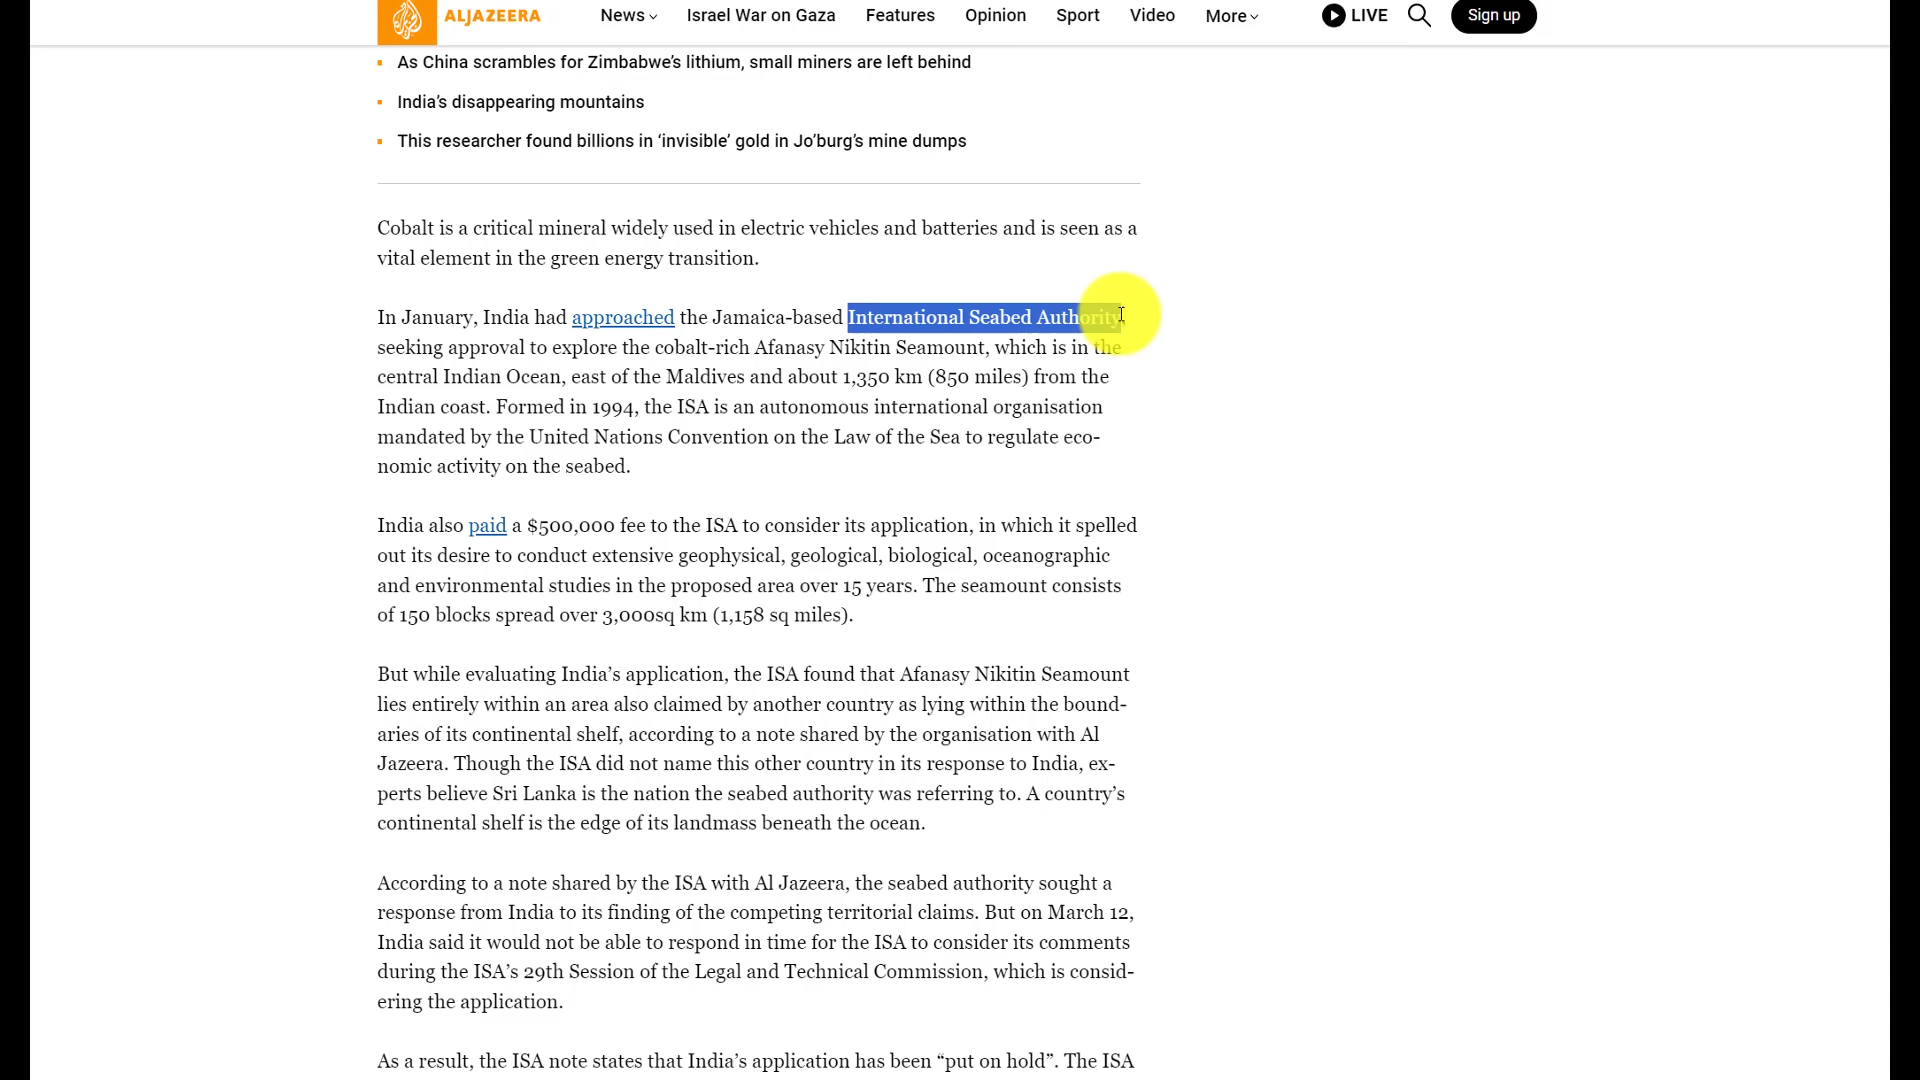 ALJAZEERA
News
Israel War on Gaza
Features
Opinion
Sport
Video
More
LIVE
Sign up
As China scrambles for Zimbabwe’s lithium, small miners are left behind
India’s disappearing mountains
This researcher found billions in ‘invisible’ gold in Jo’burg’s mine dumps
Cobalt is a critical mineral widely used in electric vehicles and batteries and is seen as a
vital element in the green energy transition.
In January, India had approached the Jamaica-based International Seabed Authority,
seeking approval to explore the cobalt-rich Afanasy Nikitin Seamount, which is in the
central Indian Ocean, east of the Maldives and about 1,350 km (850 miles) from the
Indian coast. Formed in 1994, the ISA is an autonomous international organisation
mandated by the United Nations Convention on the Law of the Sea to regulate eco-
nomic activity on the seabed.
India also paid a $500,000 fee to the ISA to consider its application, in which it spelled
out its desire to conduct extensive geophysical, geological, biological, oceanographic
and environmental studies in the proposed area over 15 years. The seamount consists
of 150 blocks spread over 3,000sq km (1,158 sq miles).
But while evaluating India’s application, the ISA found that Afanasy Nikitin Seamount
lies entirely within an area also claimed by another country as lying within the bound-
aries of its continental shelf, according to a note shared by the organisation with Al
Jazeera. Though the ISA did not name this other country in its response to India, ex-
perts believe Sri Lanka is the nation the seabed authority was referring to. A country’s
continental shelf is the edge of its landmass beneath the ocean.
According to a note shared by the ISA with Al Jazeera, the seabed authority sought a
response from India to its finding of the competing territorial claims. But on March 12,
India said it would not be able to respond in time for the ISA to consider its comments
during the ISA’s 29th Session of the Legal and Technical Commission, which is consid-
ering the application.
As a result, the ISA note states that India’s application has been “put on hold”. The ISA